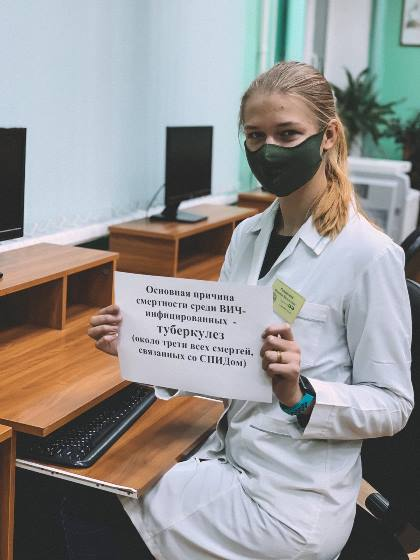 Основная причина
смертности среди ВИЧ-
инфицированных -
туберкулез
(около трети всех смертей,
связанных со СПИДом)